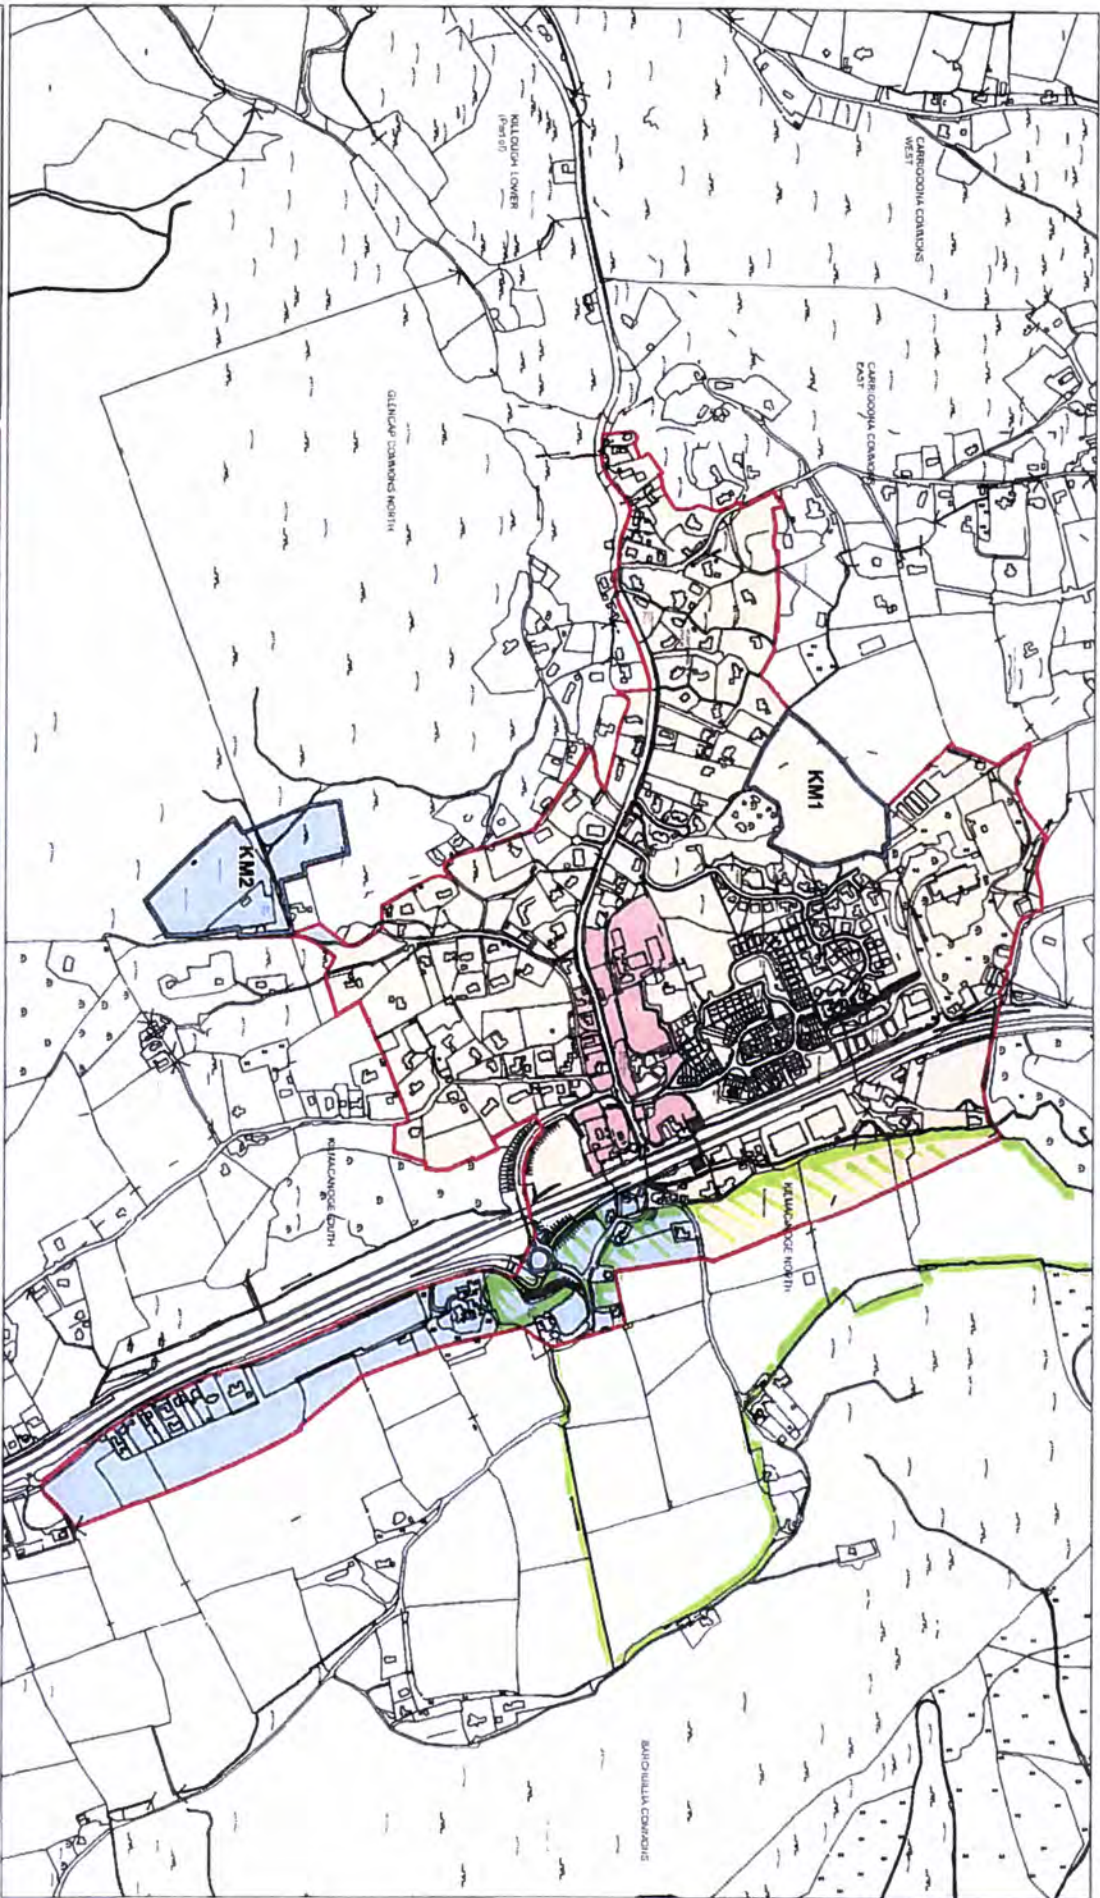 CARRIGOONA COMMONS
WEST
KILLOUGH LOWER
(Part of)
CARRIGOONA COMMONS
EAST
GLENCAP COMMONS NORTH
KM1
KM2
KILMACANOGE NORTH
KILMACANOGE SOUTH
BARCHUILLIA COMMONS